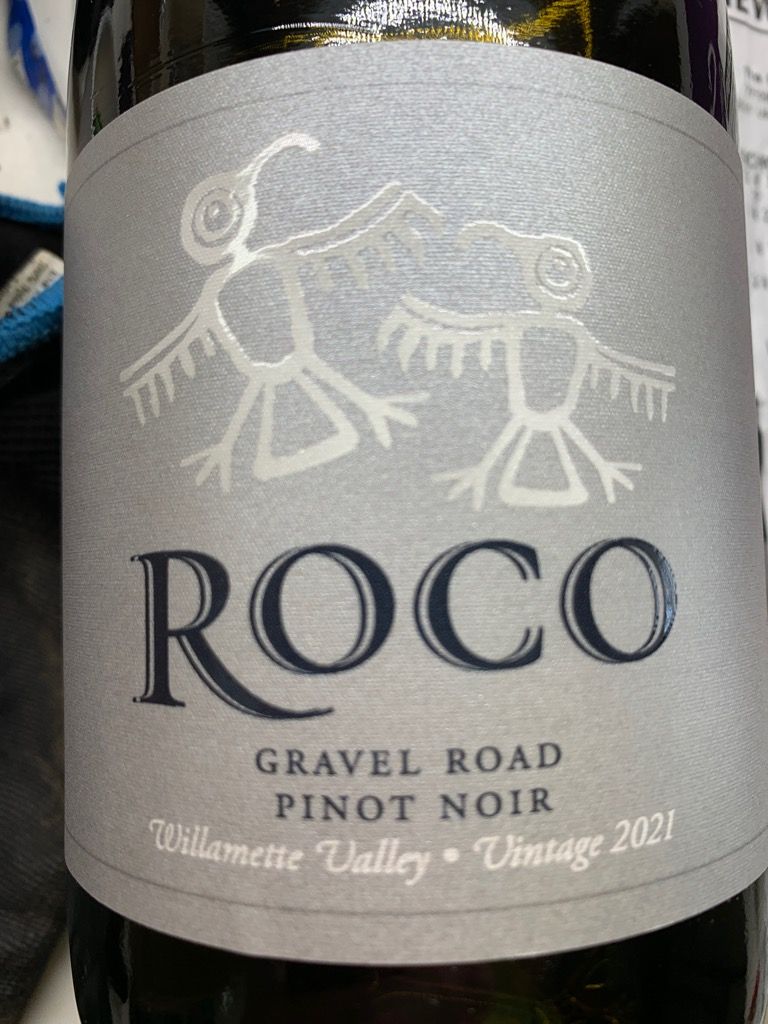 ROCO
GRAVEL ROAD
PINOT NOIR
Willamette Valley • Vintage 2021